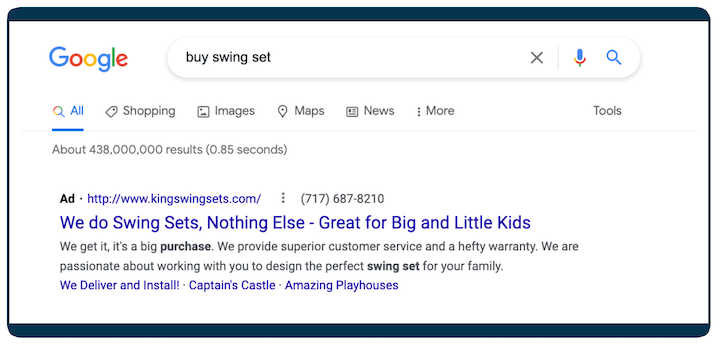 Google
buy swing set
All Shopping Images Maps News More Tools
About 438,000,000 results (0.85 seconds)
Ad · http://www.kingswingsets.com/ (717) 687-8210
We do Swing Sets, Nothing Else - Great for Big and Little Kids
We get it, it's a big purchase. We provide superior customer service and a hefty warranty. We are
passionate about working with you to design the perfect swing set for your family.
We Deliver and Install! · Captain's Castle · Amazing Playhouses